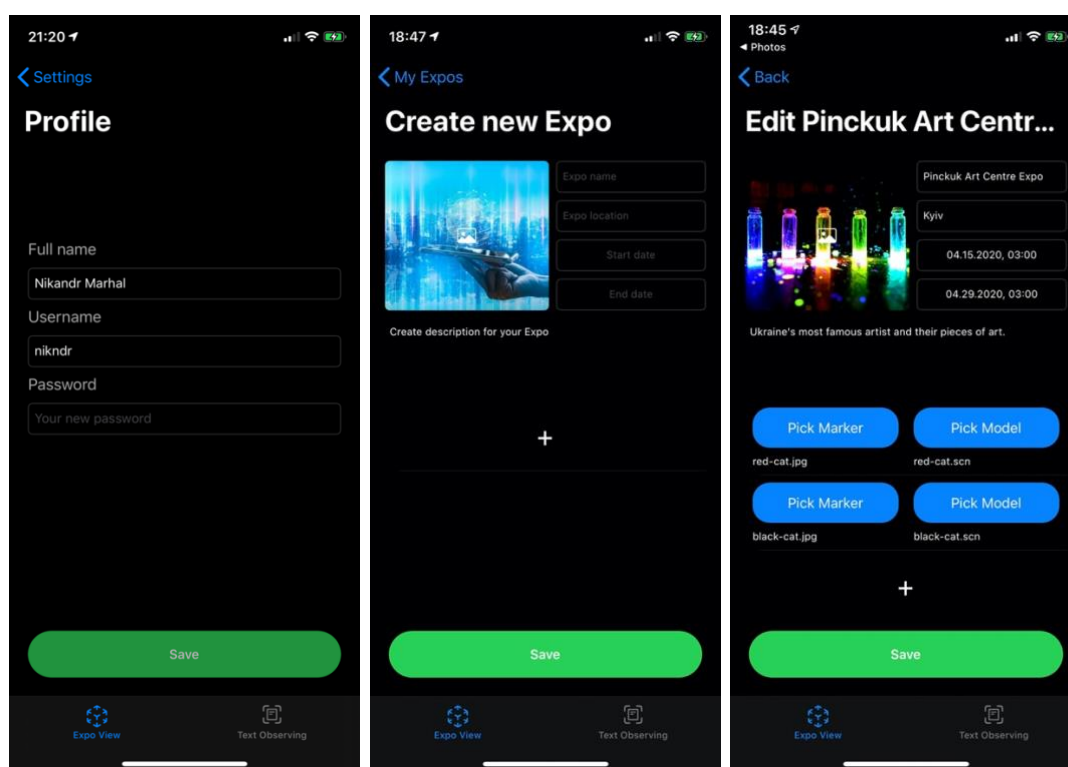 21:20
Settings
Profile
Full name
Nikandr Marhal
Username
nikndr
Password
Your new password
Save
Expo View
Text Observing
18:47
My Expos
Create new Expo
Expo name
Expo location
Start date
End date
Create description for your Expo
+
Save
Expo View
Text Observing
18:45
Photos
Back
Edit Pinckuk Art Centr...
Pinckuk Art Centre Expo
Kyiv
04.15.2020, 03:00
04.29.2020, 03:00
Ukraine's most famous artist and their pieces of art.
Pick Marker
Pick Model
red-cat.jpg
red-cat.scn
Pick Marker
Pick Model
black-cat.jpg
black-cat.scn
+
Save
Expo View
Text Observing